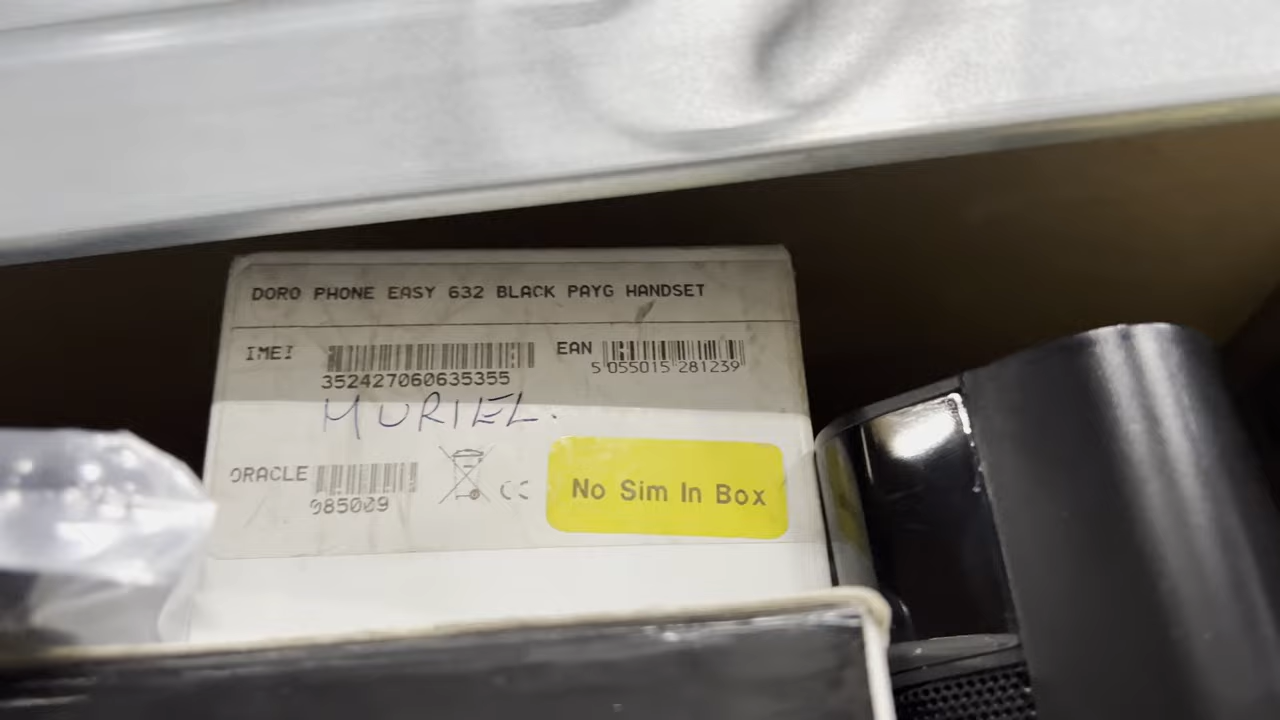 DORO PHONE EASY 632 BLACK PAYG HANDSET
IMEI
352427060635355
EAN
5 055015 281239
MURIEL.
ORACLE
985009
CE
No Sim In Box